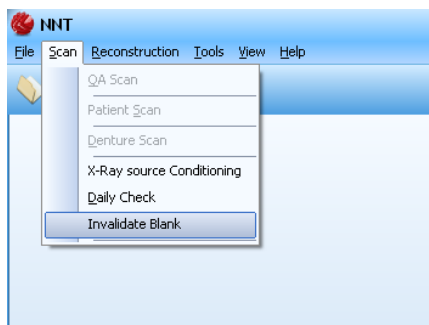 NNT
File Scan Reconstruction Tools View Help
QA Scan
Patient Scan
Denture Scan
X-Ray source Conditioning
Daily Check
Invalidate Blank